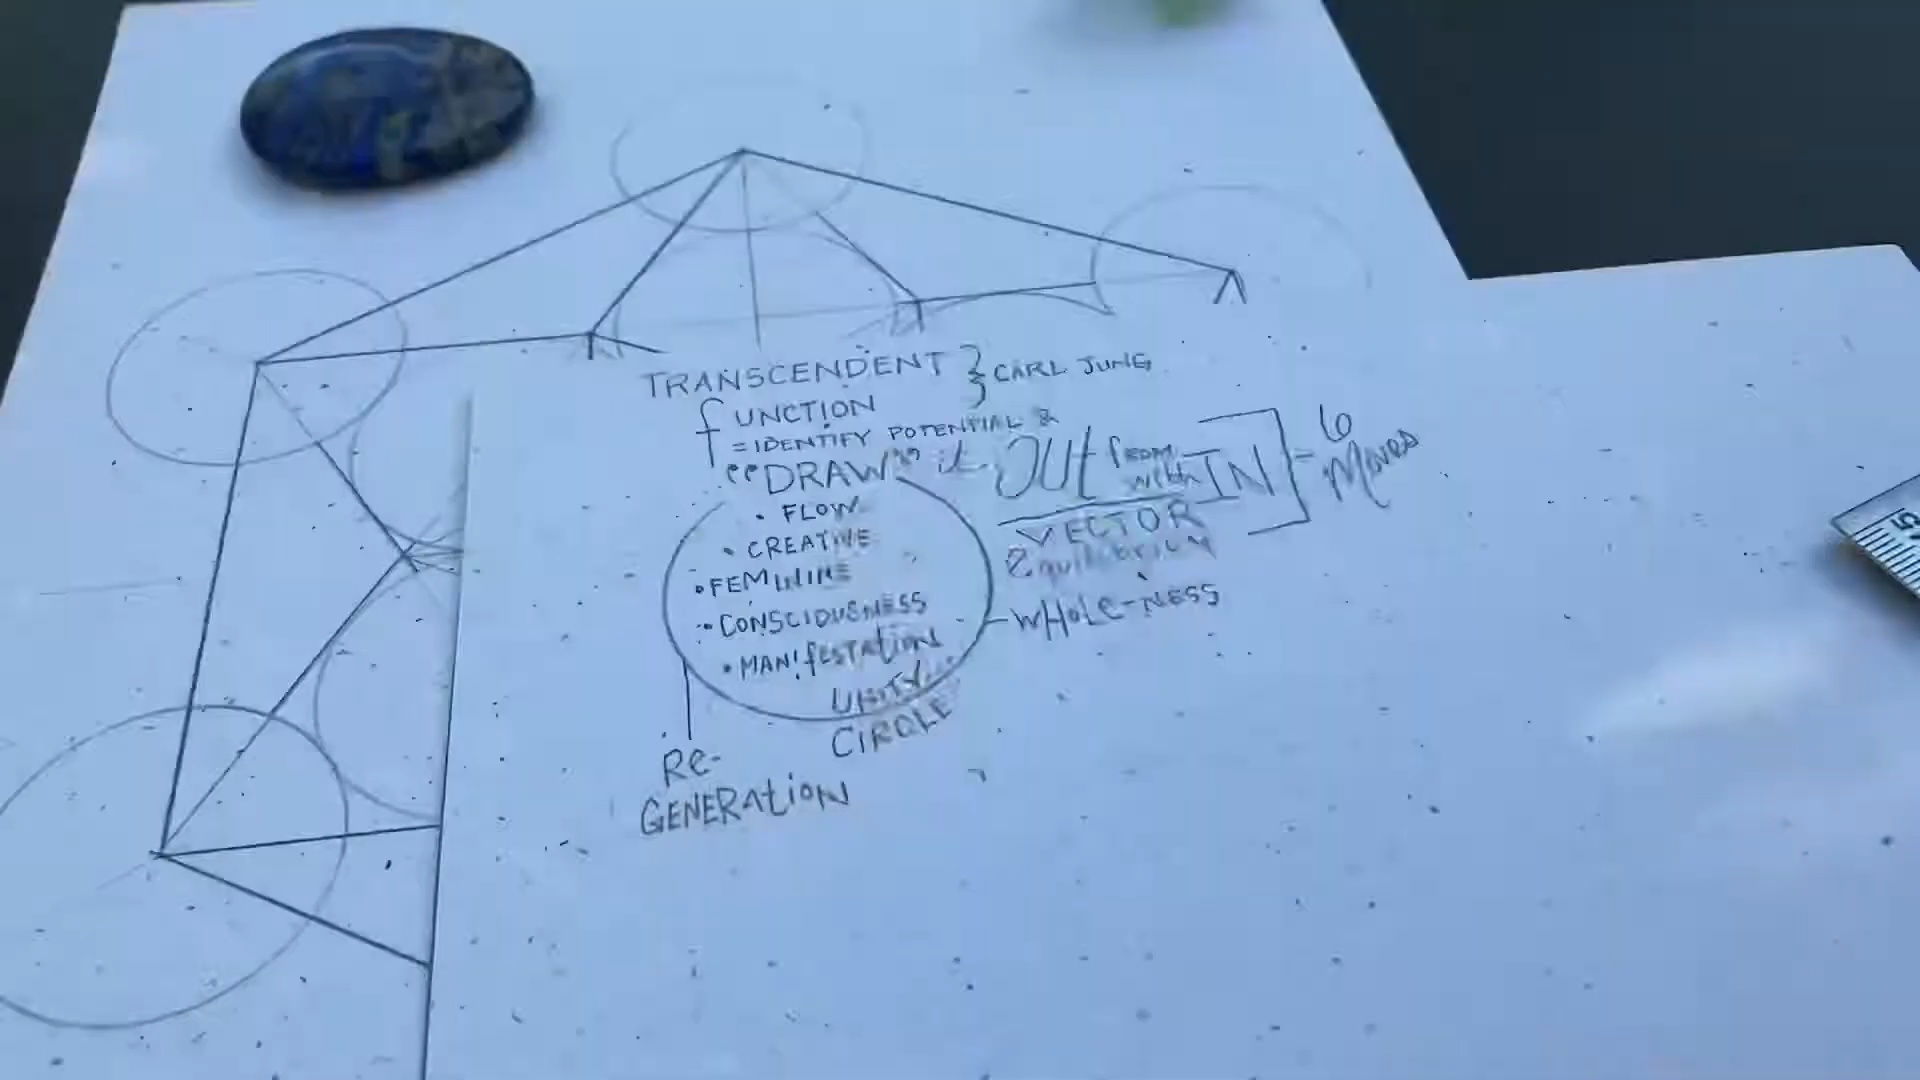 TRANSCENDENT } CARL JUNG
fUNCTION
= IDENTIFY POTENTIAL &
""DRAW"" it OUt from withIN ] = 6 Moves
VECTOR
Equilibrium
• FLOW
• CREATIVE
• FEMININE
• CONSCIOUSNESS
• MANIfEStAtION
WHOLE-NESS
UNITY
CIRCLE
Re-
GENERAtiON
5